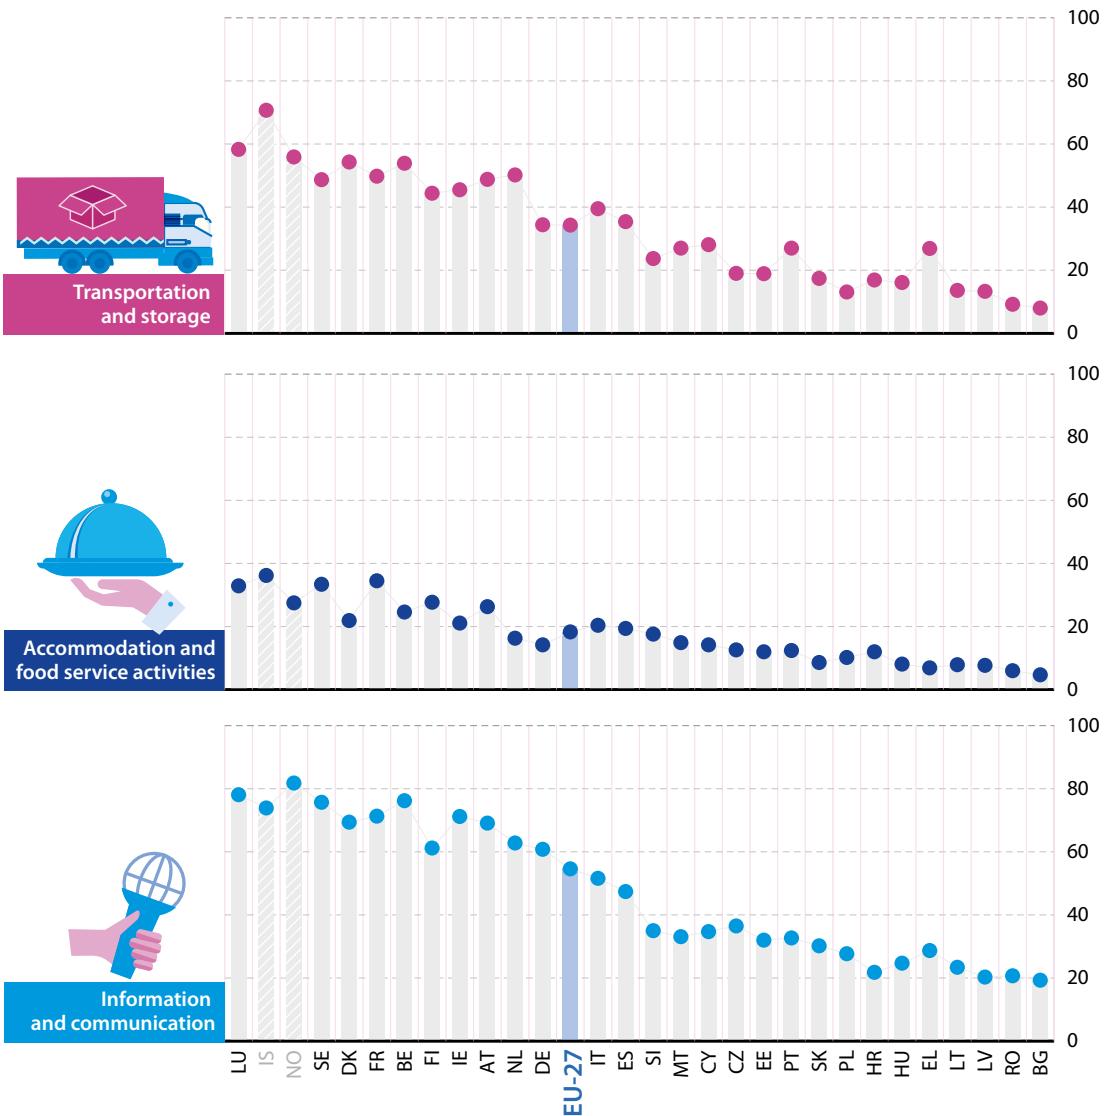 100
80
60
40
20
0
Transportation
and storage
100
80
60
40
20
0
Accommodation and
food service activities
100
80
60
40
20
0
Information
and communication
LU IS NO SE DK FR BE FI IE AT NL DE EU-27 IT ES SI MT CY CZ EE PT SK PL HR HU EL LT LV RO BG